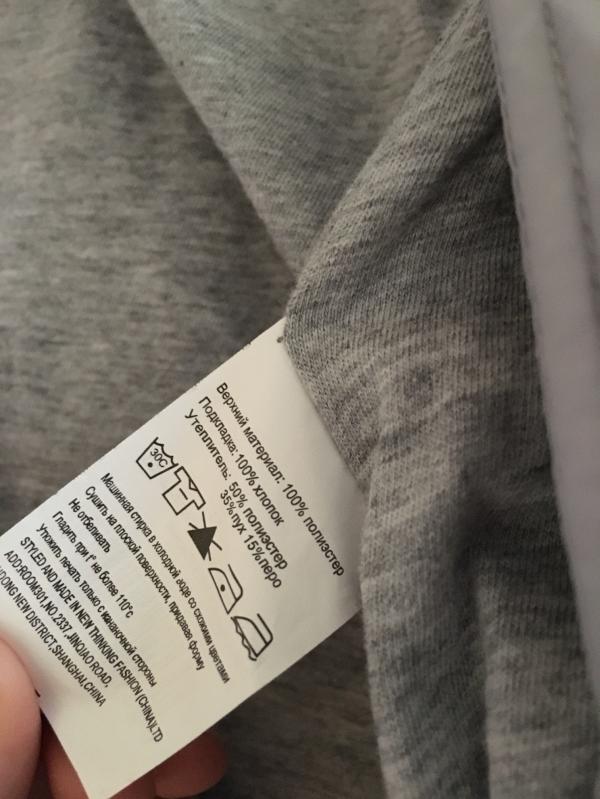 Верхний материал: 100% полиэстер
Подкладка: 100% хлопок
Утеплитель: 50% полиэстер
35%пух 15%перо
30C
Машинная стирка в холодной воде со схожими цветами
Сушить на плоской поверхности, придавая форму
Не отбеливать
Гладить при t° не более 110°с
Утюжить печать только с изнаночной стороны
STYLED AND MADE IN NEW THINKING FASHION (CHINA)LTD
ADD:ROOM301,NO.2337, JINQIAO ROAD,
NEW DISTRICT,SHANGHAI,CHINA